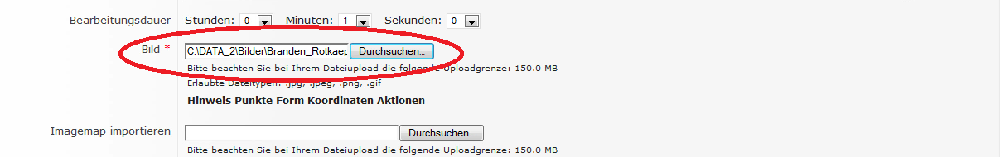 Bearbeitungsdauer Stunden: 0 Minuten: 1 Sekunden: 0
Bild * C:\DATA_2\Bilder\Branden_Rotkaep Durchsuchen...
Bitte beachten Sie bei Ihrem Dateiupload die folgende Uploadgrenze: 150.0 MB
Erlaubte Dateitypen: .jpg, .jpeg, .png, .gif
Hinweis Punkte Form Koordinaten Aktionen
Imagemap importieren Durchsuchen...
Bitte beachten Sie bei Ihrem Dateiupload die folgende Uploadgrenze: 150.0 MB